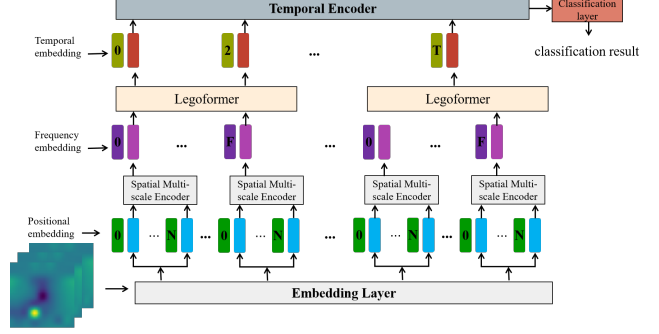 Temporal Encoder
Classification
layer
classification result
Temporal
embedding
0
2
...
T
Legoformer
Legoformer
Frequency
embedding
0
...
F
...
0
...
F
Spatial Multi-
scale Encoder
Spatial Multi-
scale Encoder
Spatial Multi-
scale Encoder
Spatial Multi-
scale Encoder
Positional
embedding
0 ... N ... 0 ... N ... 0 ... N ... 0 ... N
Embedding Layer